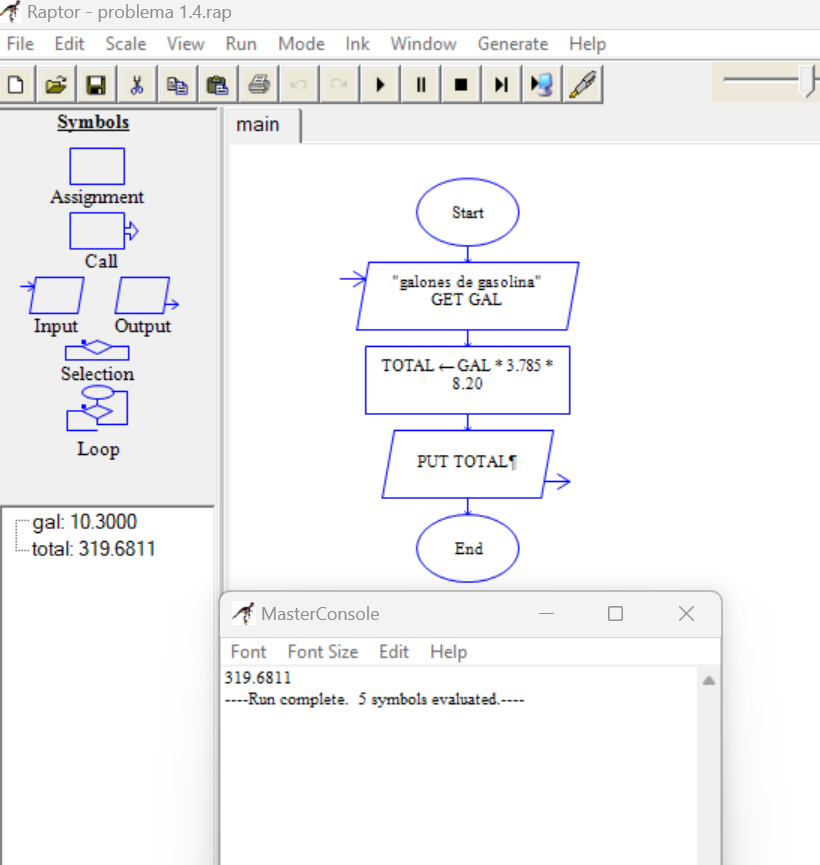 Raptor - problema 1.4.rap
File Edit Scale View Run Mode Ink Window Generate Help
Symbols
Assignment
Call
Input Output
Selection
Loop
gal: 10.3000
total: 319.6811
main
Start
"galones de gasolina"
GET GAL
TOTAL ← GAL * 3.785 *
8.20
PUT TOTAL¶
End
MasterConsole
Font Font Size Edit Help
319.6811
----Run complete. 5 symbols evaluated.----